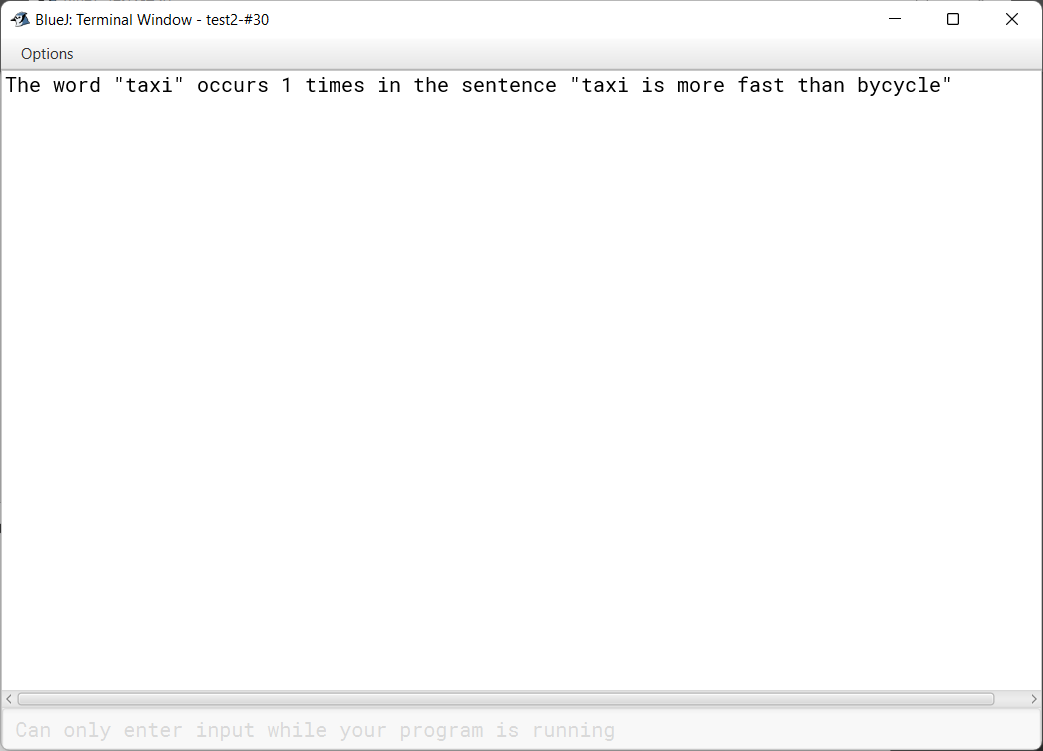 BlueJ: Terminal Window - test2-#30
Options
The word "taxi" occurs 1 times in the sentence "taxi is more fast than bycycle"
Can only enter input while your program is running